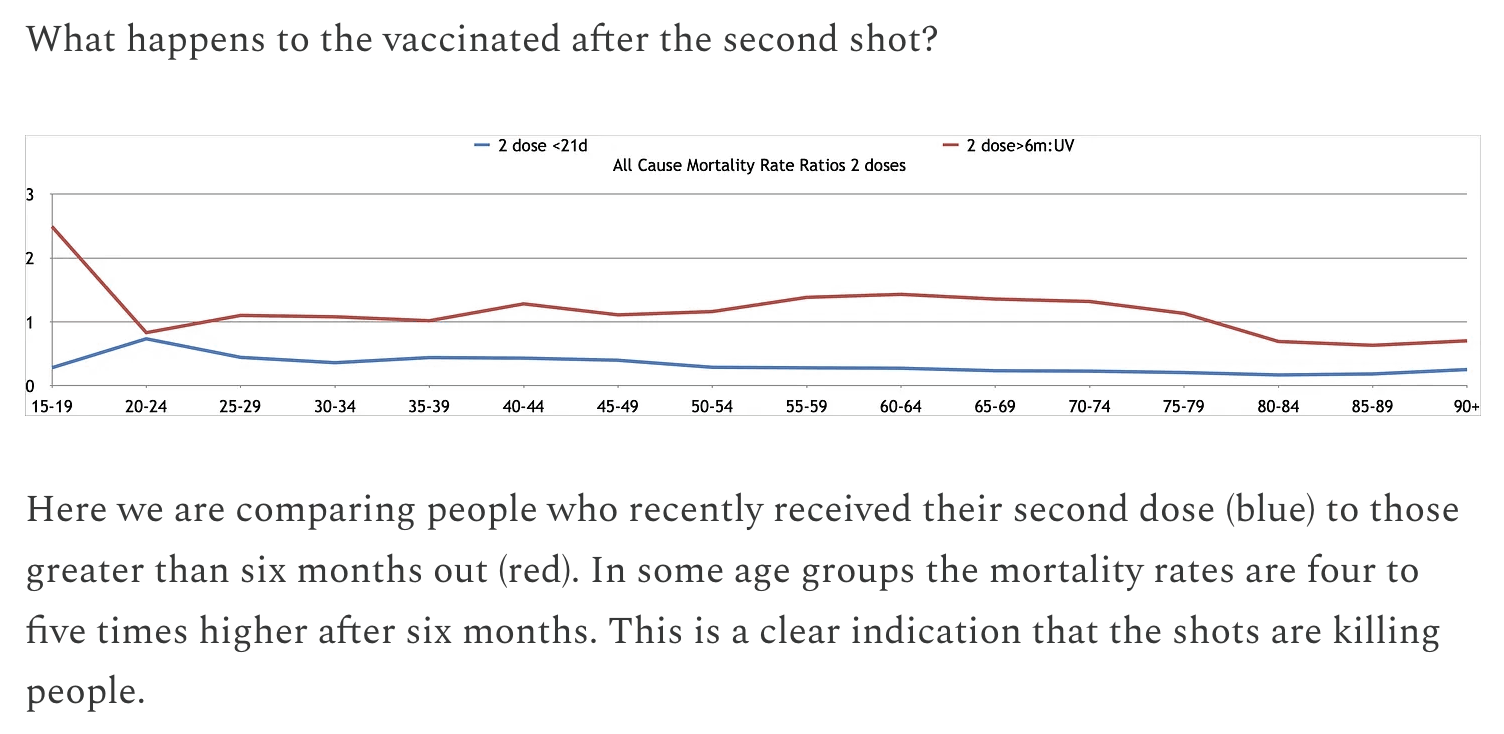 What happens to the vaccinated after the second shot?
2 dose <21d 2 dose>6m:UV
All Cause Mortality Rate Ratios 2 doses
3
2
1
0
15-19 20-24 25-29 30-34 35-39 40-44 45-49 50-54 55-59 60-64 65-69 70-74 75-79 80-84 85-89 90+
Here we are comparing people who recently received their second dose (blue) to those
greater than six months out (red). In some age groups the mortality rates are four to
five times higher after six months. This is a clear indication that the shots are killing
people.